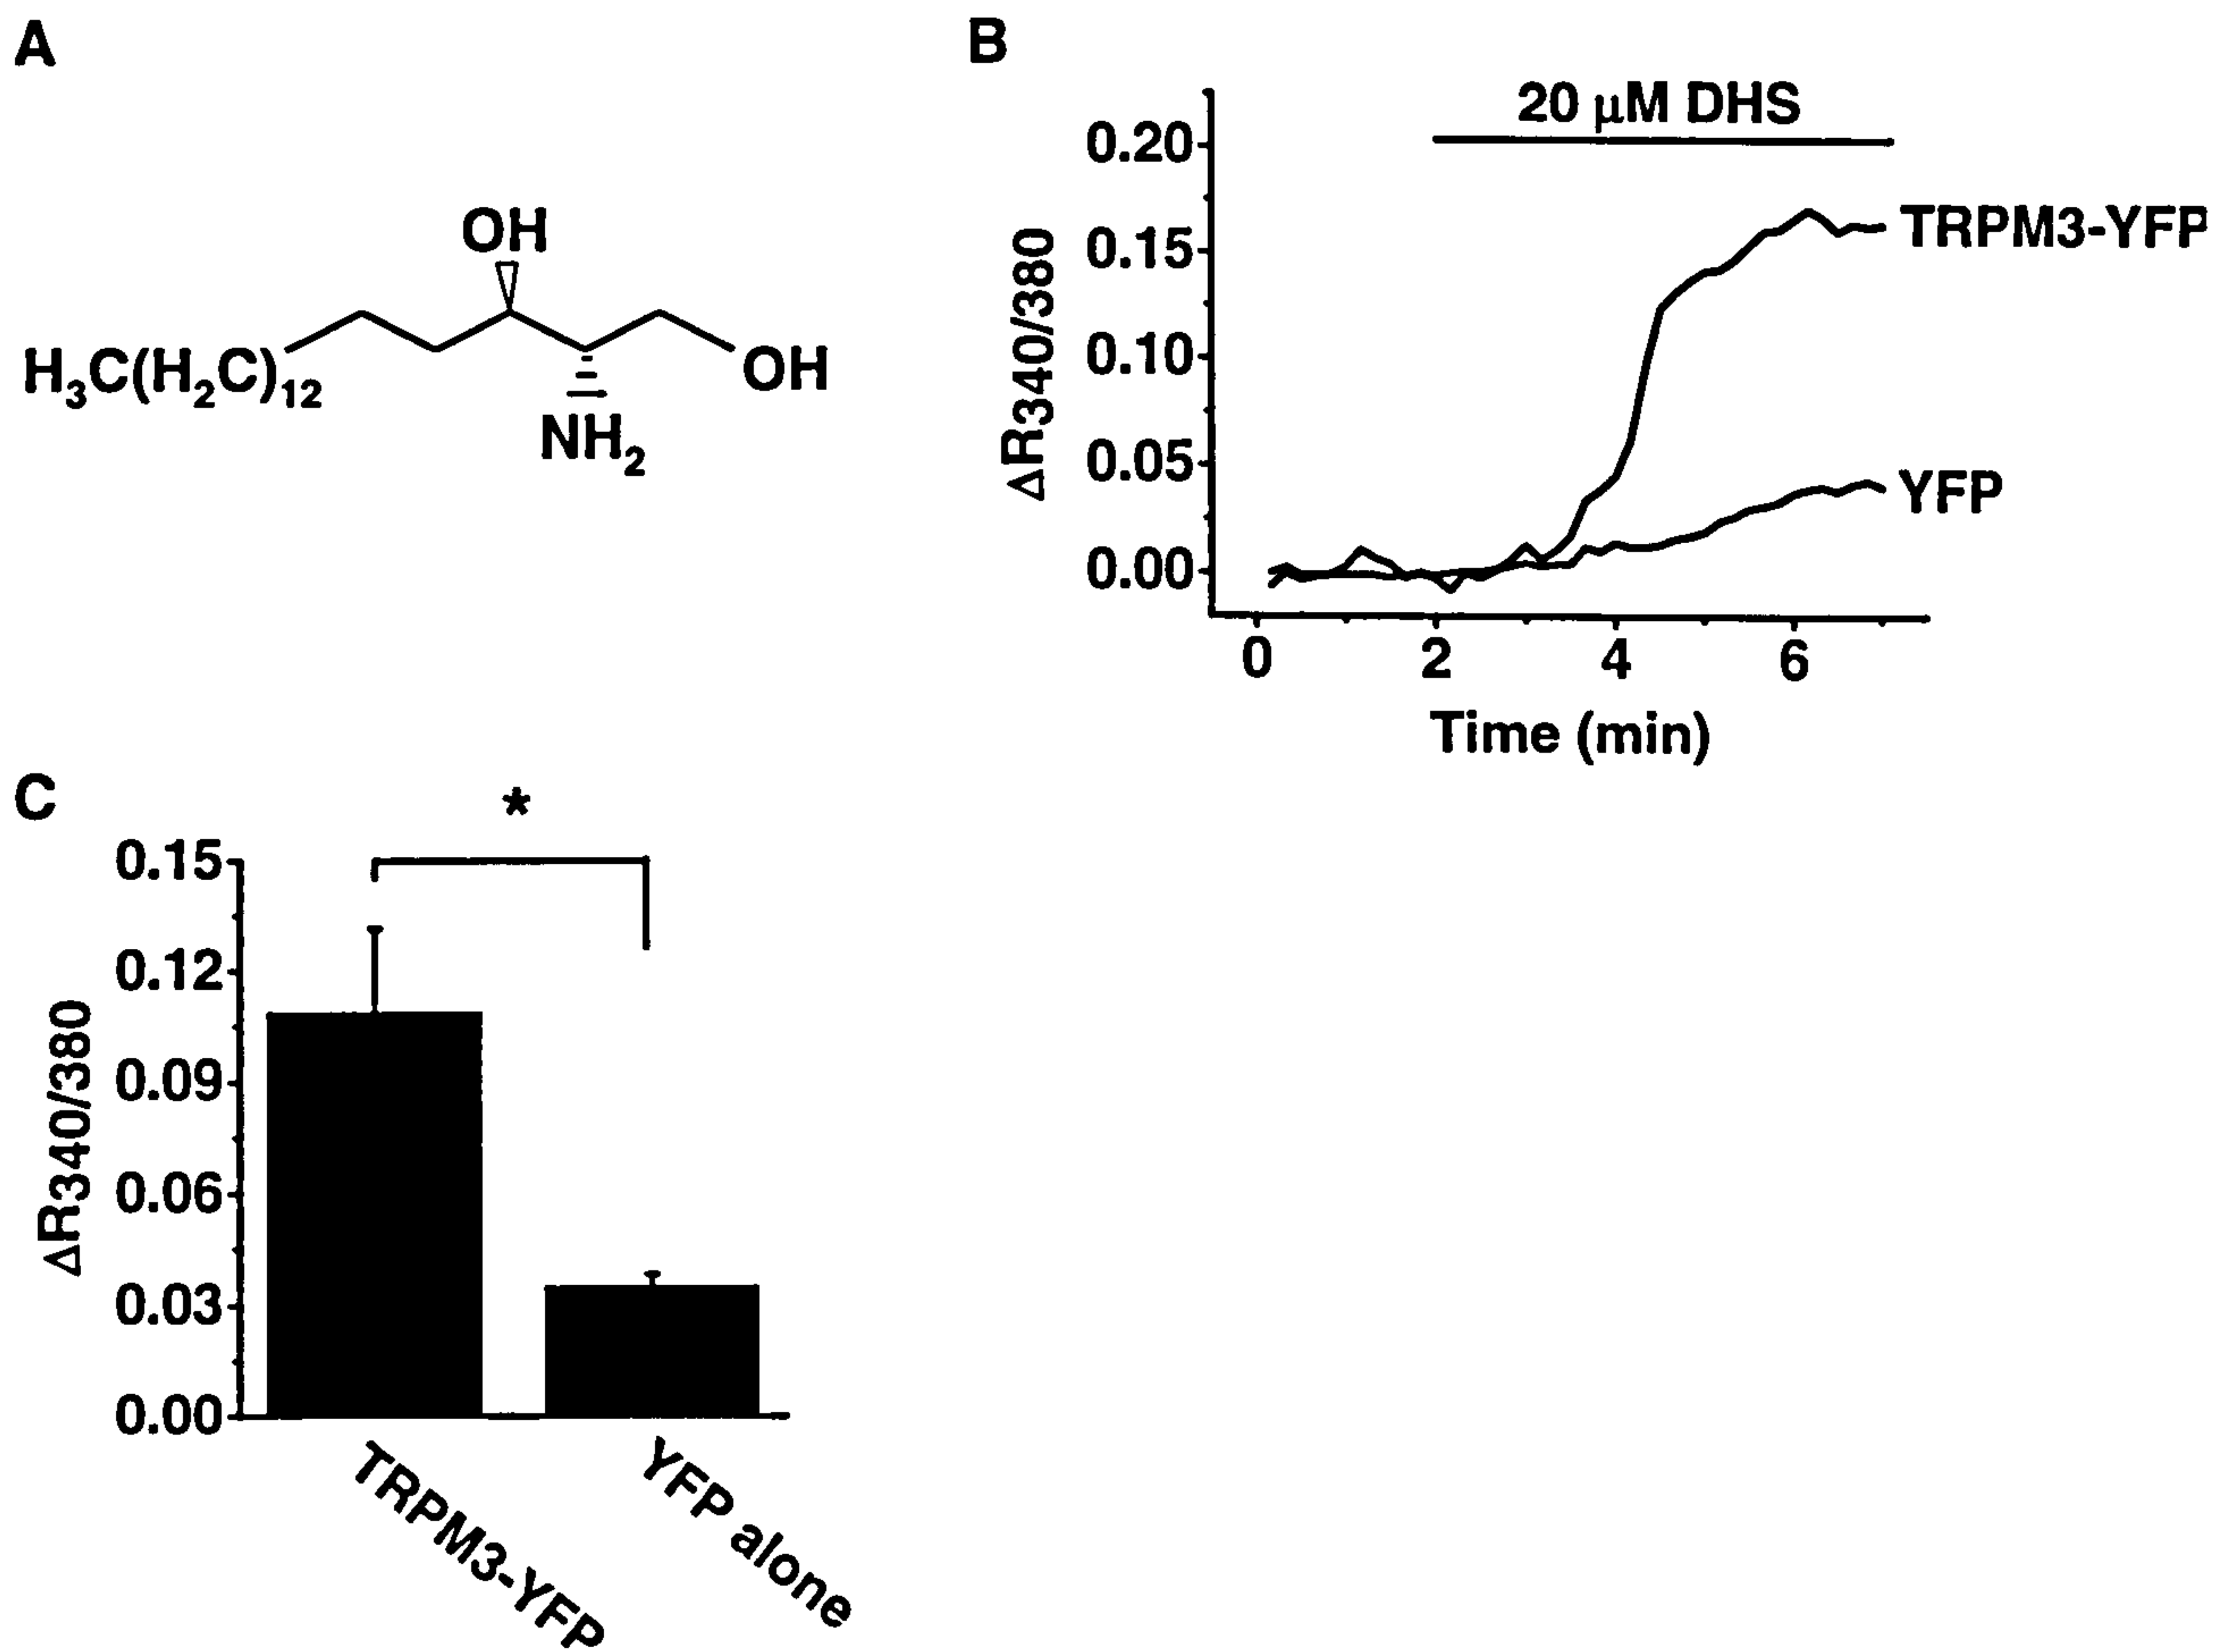 A
OH
H3C(H2C)12
OH
NH2
B
20 μM DHS
0.20
0.15
0.10
0.05
0.00
ΔR340/380
TRPM3-YFP
YFP
0
2
4
6
Time (min)
C
*
0.15
0.12
0.09
0.06
0.03
0.00
ΔR340/380
TRPM3-YFP
YFP alone